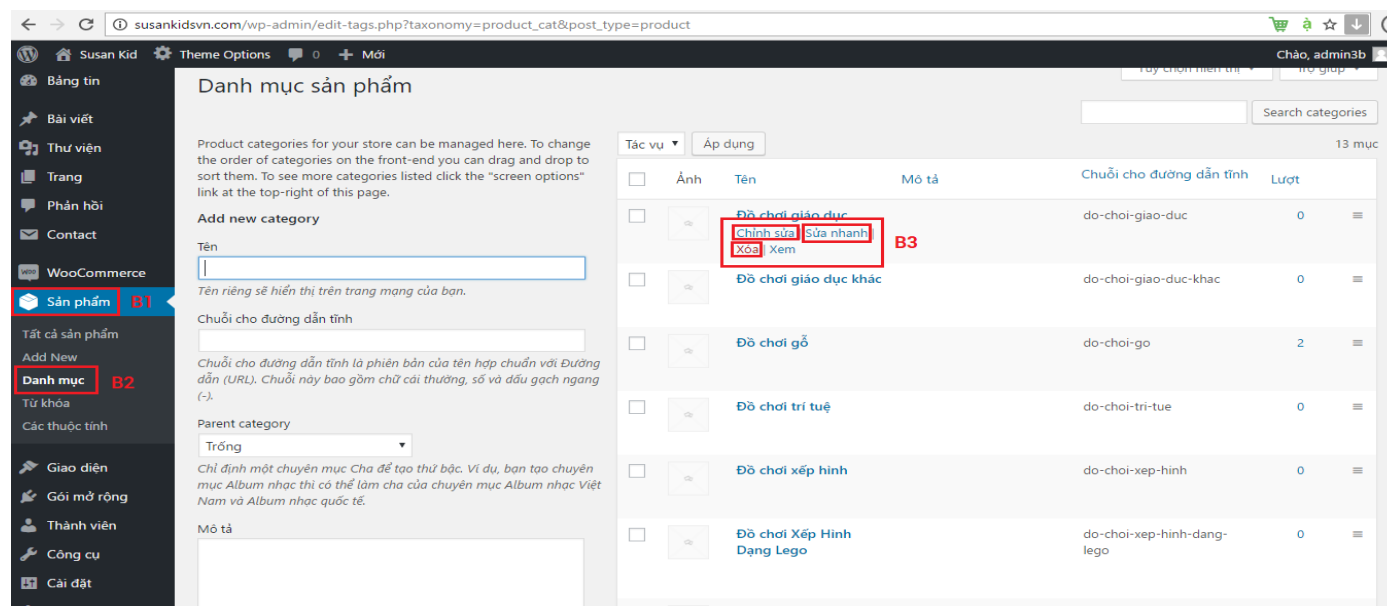 susankidsvn.com/wp-admin/edit-tags.php?taxonomy=product_cat&post_type=product
Susan Kid Theme Options 0 + Mới Chào, admin3b
Bảng tin
Bài viết
Thư viện
Trang
Phản hồi
Contact
WooCommerce
Sản phẩm B1
Tất cả sản phẩm
Add New
Danh mục B2
Từ khóa
Các thuộc tính
Giao diện
Gói mở rộng
Thành viên
Công cụ
Cài đặt
Danh mục sản phẩm
Product categories for your store can be managed here. To change
the order of categories on the front-end you can drag and drop to
sort them. To see more categories listed click the "screen options"
link at the top-right of this page.
Add new category
Tên
Tên riêng sẽ hiển thị trên trang mạng của bạn.
Chuỗi cho đường dẫn tĩnh
Chuỗi cho đường dẫn tĩnh là phiên bản của tên hợp chuẩn với Đường
dẫn (URL). Chuỗi này bao gồm chữ cái thường, số và dấu gạch ngang
(-).
Parent category
Trống
Chỉ định một chuyên mục Cha để tạo thứ bậc. Ví dụ, bạn tạo chuyên
mục Album nhạc thì có thể làm cha của chuyên mục Album nhạc Việt
Nam và Album nhạc quốc tế.
Mô tả
Tùy chọn hiển thị Trợ giúp
Search categories
Tác vụ Áp dụng 13 mục
Ảnh Tên Mô tả Chuỗi cho đường dẫn tĩnh Lượt
Đồ chơi giáo dục do-choi-giao-duc 0
Chỉnh sửa | Sửa nhanh |
Xóa | Xem
B3
Đồ chơi giáo dục khác do-choi-giao-duc-khac 0
Đồ chơi gỗ do-choi-go 2
Đồ chơi trí tuệ do-choi-tri-tue 0
Đồ chơi xếp hình do-choi-xep-hinh 0
Đồ chơi Xếp Hình do-choi-xep-hinh-dang- 0
Dạng Lego lego